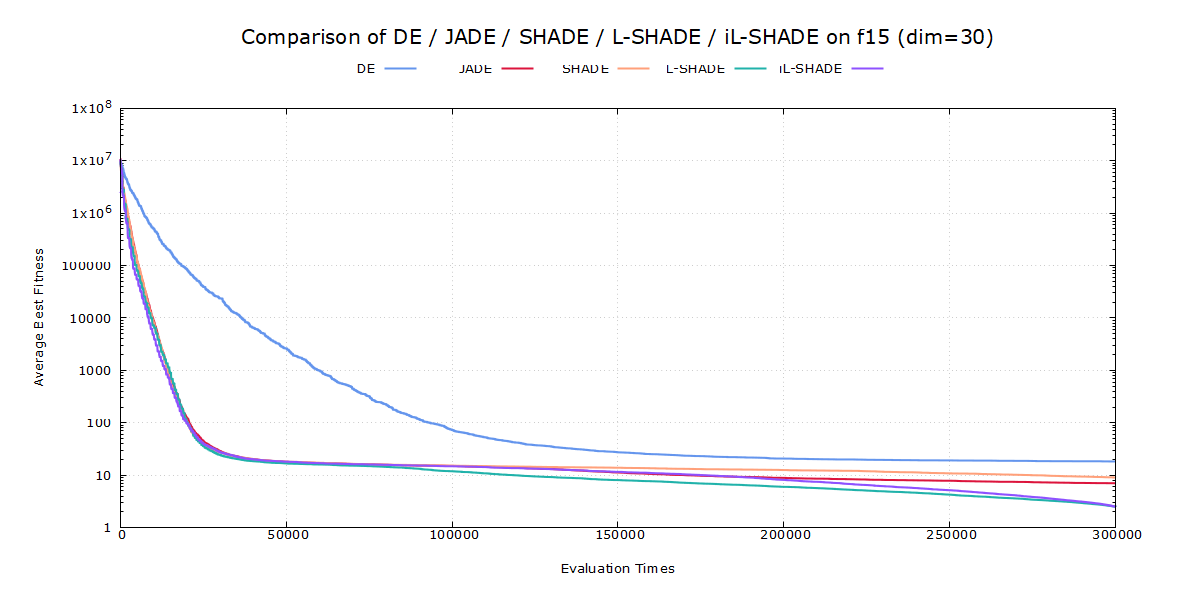 Comparison of DE / JADE / SHADE / L-SHADE / iL-SHADE on f15 (dim=30)
DE JADE SHADE L-SHADE iL-SHADE
1x10^8
1x10^7
1x10^6
100000
10000
1000
100
10
1
0 50000 100000 150000 200000 250000 300000
Average Best Fitness
Evaluation Times